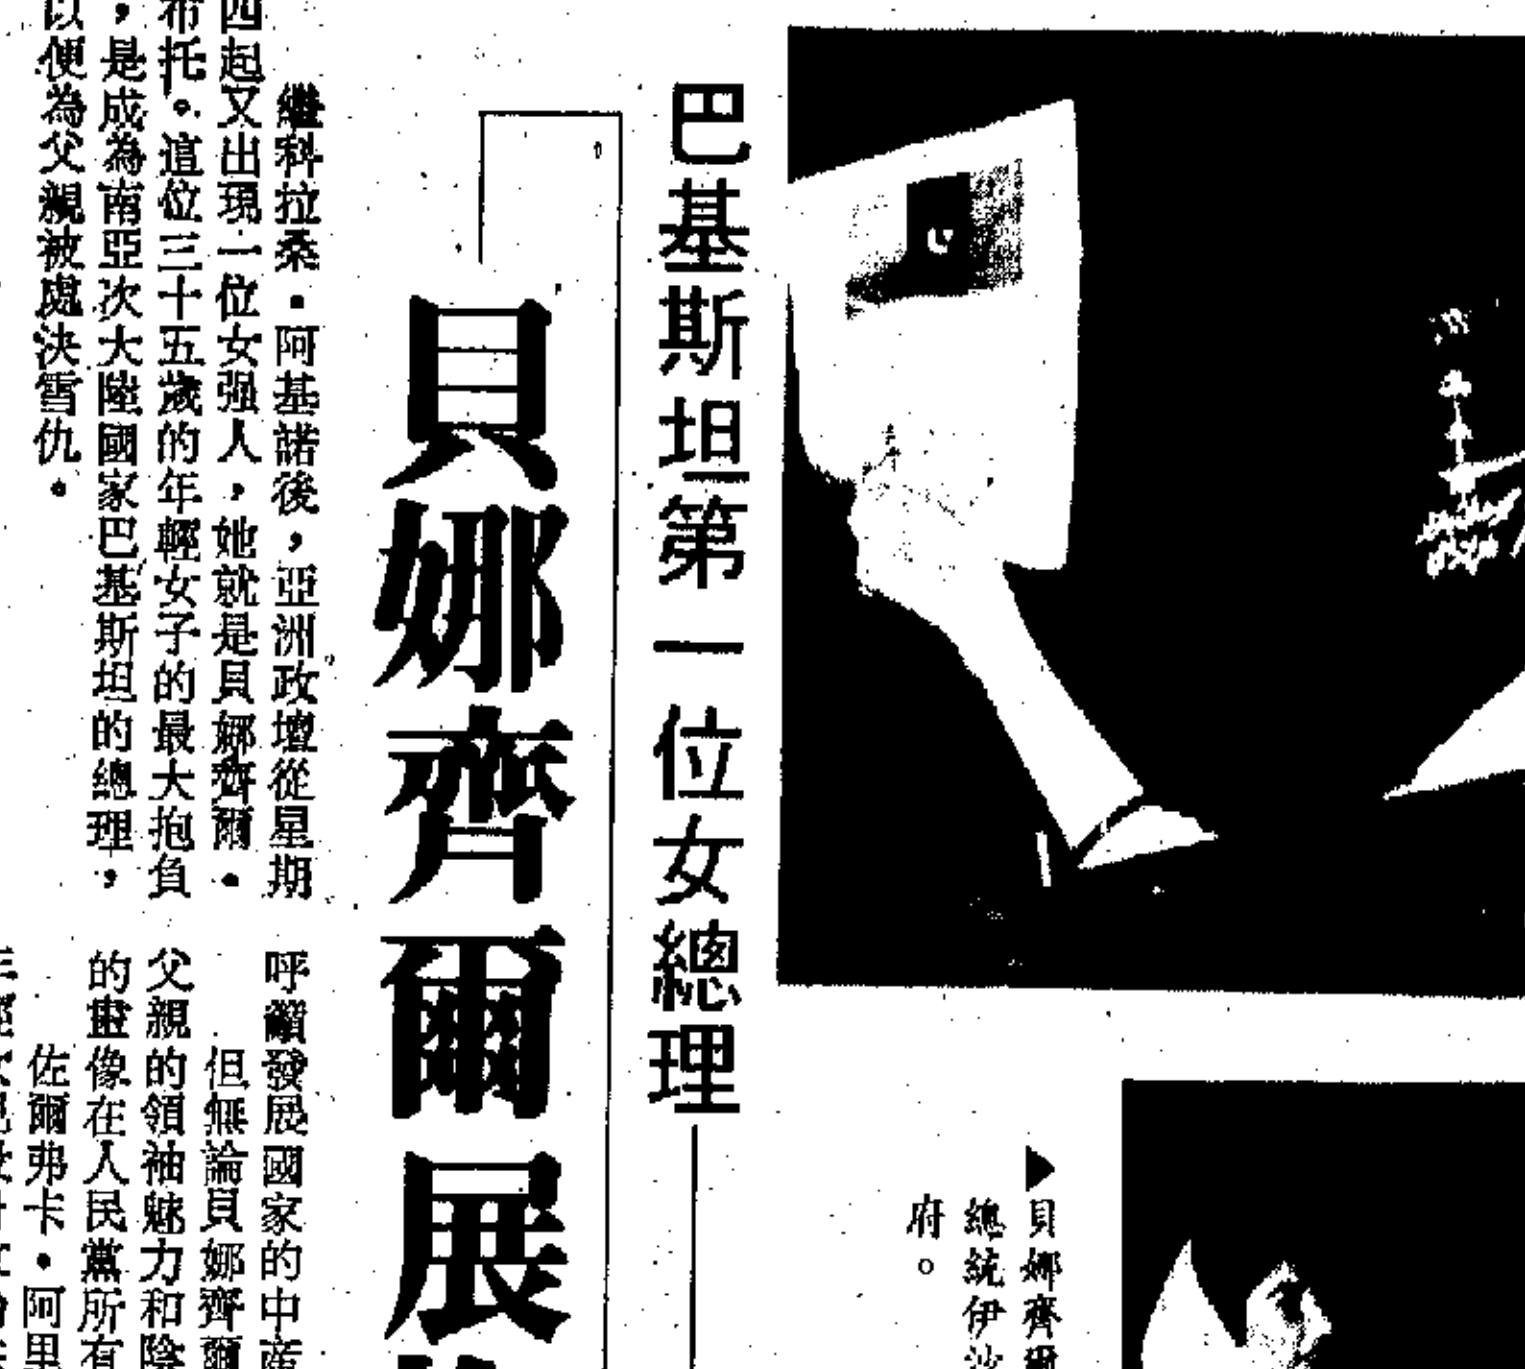 巴基斯坦第一位女總理
貝娜齊爾展
繼科拉桑·阿基諾後，亞洲政壇從星期
四起又出現一位女强人，她就是貝娜齊爾·
布托。這位三十五歲的年輕女子的最大抱負
，是成為南亞次大陸國家巴基斯坦的總理，
以便為父親被處決雪仇。
呼籲發展國家的中產
但無論貝娜齊爾
父親的領袖魅力和陰
的畫像在人民黨所有
佐爾弗卡·阿里
▶貝娜齊爾
總統伊沙
府。